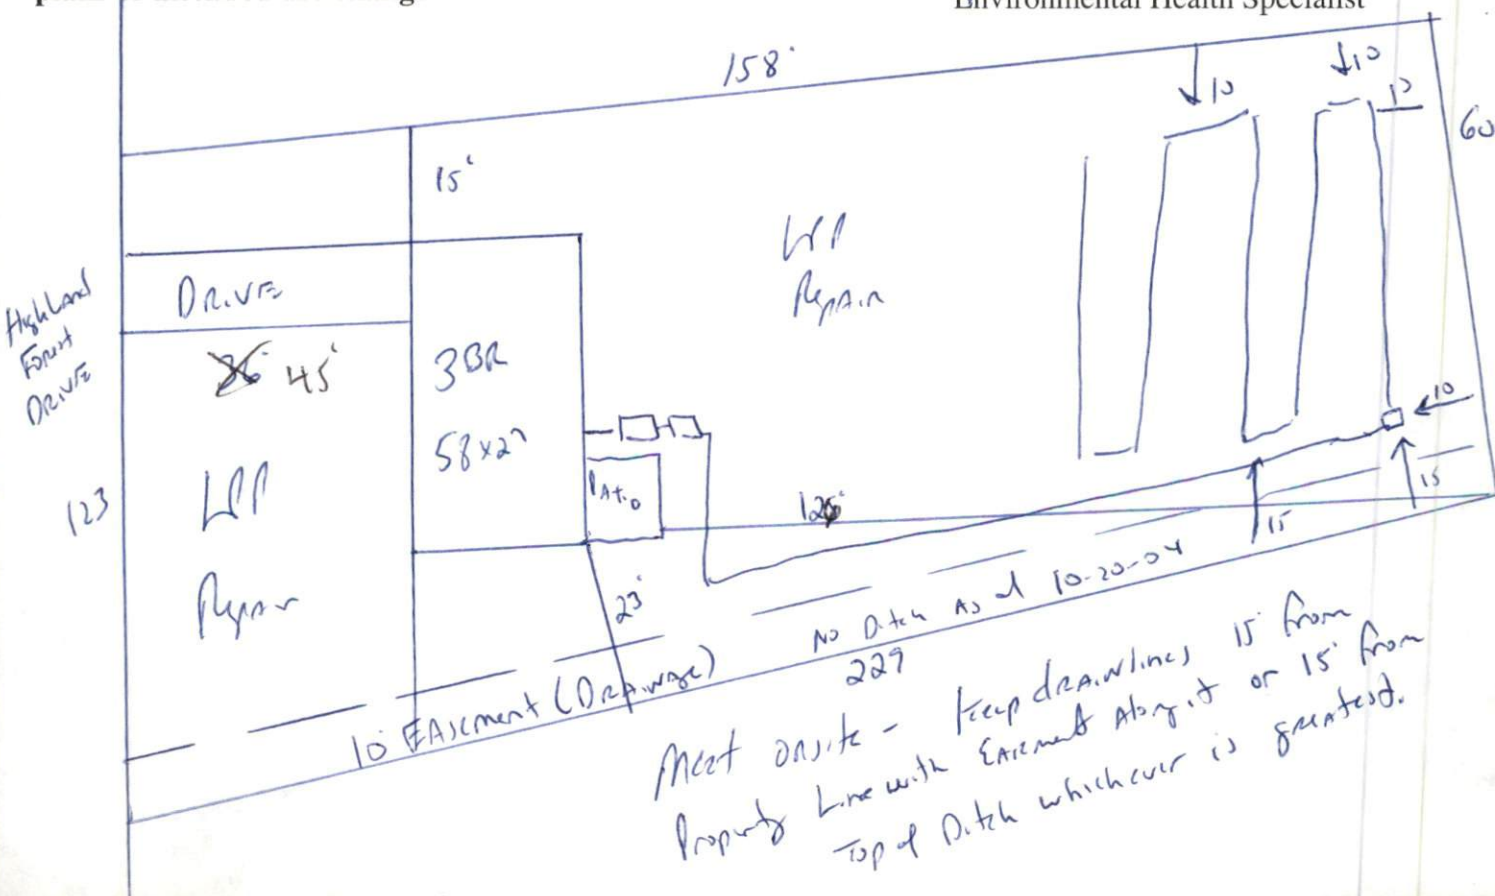 Environmental Health Specialist
158'
10
10
10
60
15'
DRIVE
Highland
Forest
DRIVE
45'
3BR
58x27
LPP
Repair
PATIO
10
15
15
123
LPP
Repair
23'
No Ditch As of 10-20-04
229
10' EASEMENT (DRAINAGE)
Meet onsite - Keep drainlines 15' from
Property Line with Easement Along it or 15' from
Top of Ditch whichever is greatest.